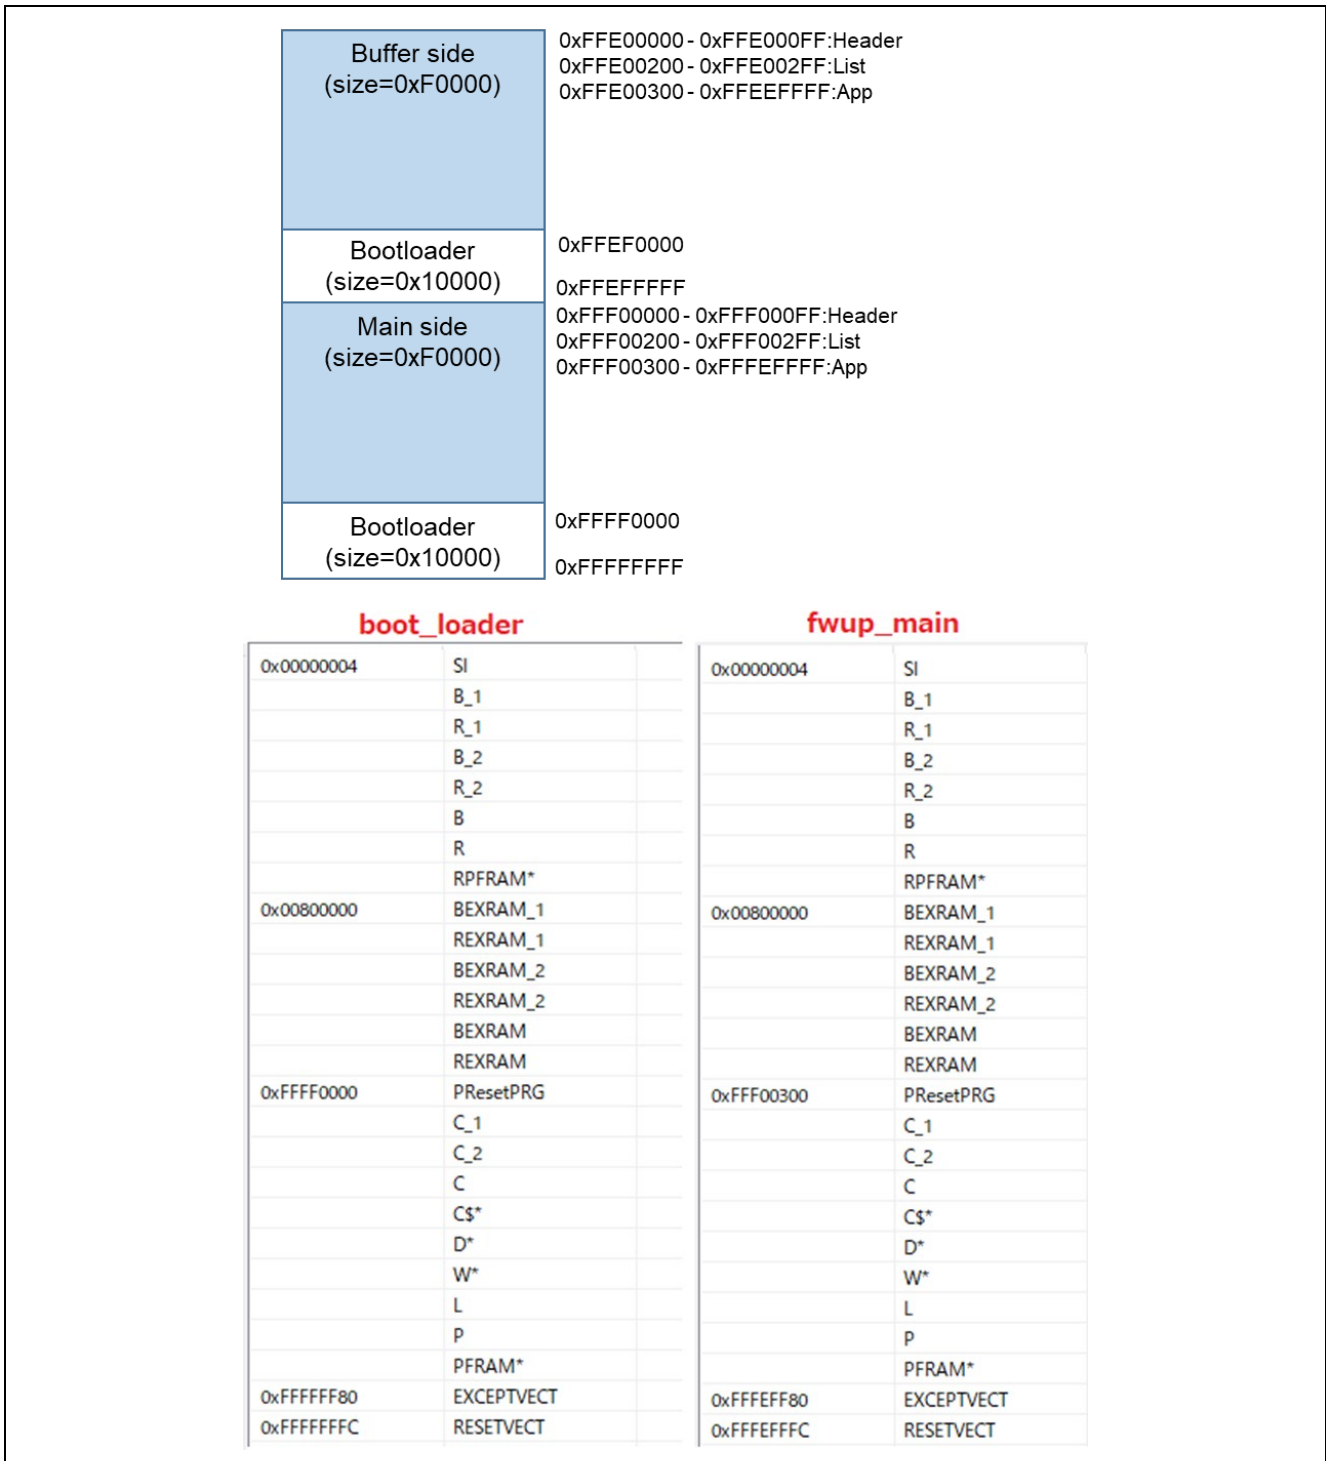 Buffer side
(size=0xF0000)
0xFFE00000 - 0xFFE000FF:Header
0xFFE00200 - 0xFFE002FF:List
0xFFE00300 - 0xFFEEFFFF:App
Bootloader
(size=0x10000)
0xFFEF0000
0xFFEFFFFF
Main side
(size=0xF0000)
0xFFF00000 - 0xFFF000FF:Header
0xFFF00200 - 0xFFF002FF:List
0xFFF00300 - 0xFFFEFFFF:App
Bootloader
(size=0x10000)
0xFFFF0000
0xFFFFFFFF
boot_loader
0x00000004 SI
B_1
R_1
B_2
R_2
B
R
RPFRAM*
0x00800000 BEXRAM_1
REXRAM_1
BEXRAM_2
REXRAM_2
BEXRAM
REXRAM
0xFFFF0000 PResetPRG
C_1
C_2
C
C$*
D*
W*
L
P
PFRAM*
0xFFFFFF80 EXCEPTVECT
0xFFFFFFFC RESETVECT
fwup_main
0x00000004 SI
B_1
R_1
B_2
R_2
B
R
RPFRAM*
0x00800000 BEXRAM_1
REXRAM_1
BEXRAM_2
REXRAM_2
BEXRAM
REXRAM
0xFFF00300 PResetPRG
C_1
C_2
C
C$*
D*
W*
L
P
PFRAM*
0xFFFEFF80 EXCEPTVECT
0xFFFEFFFC RESETVECT